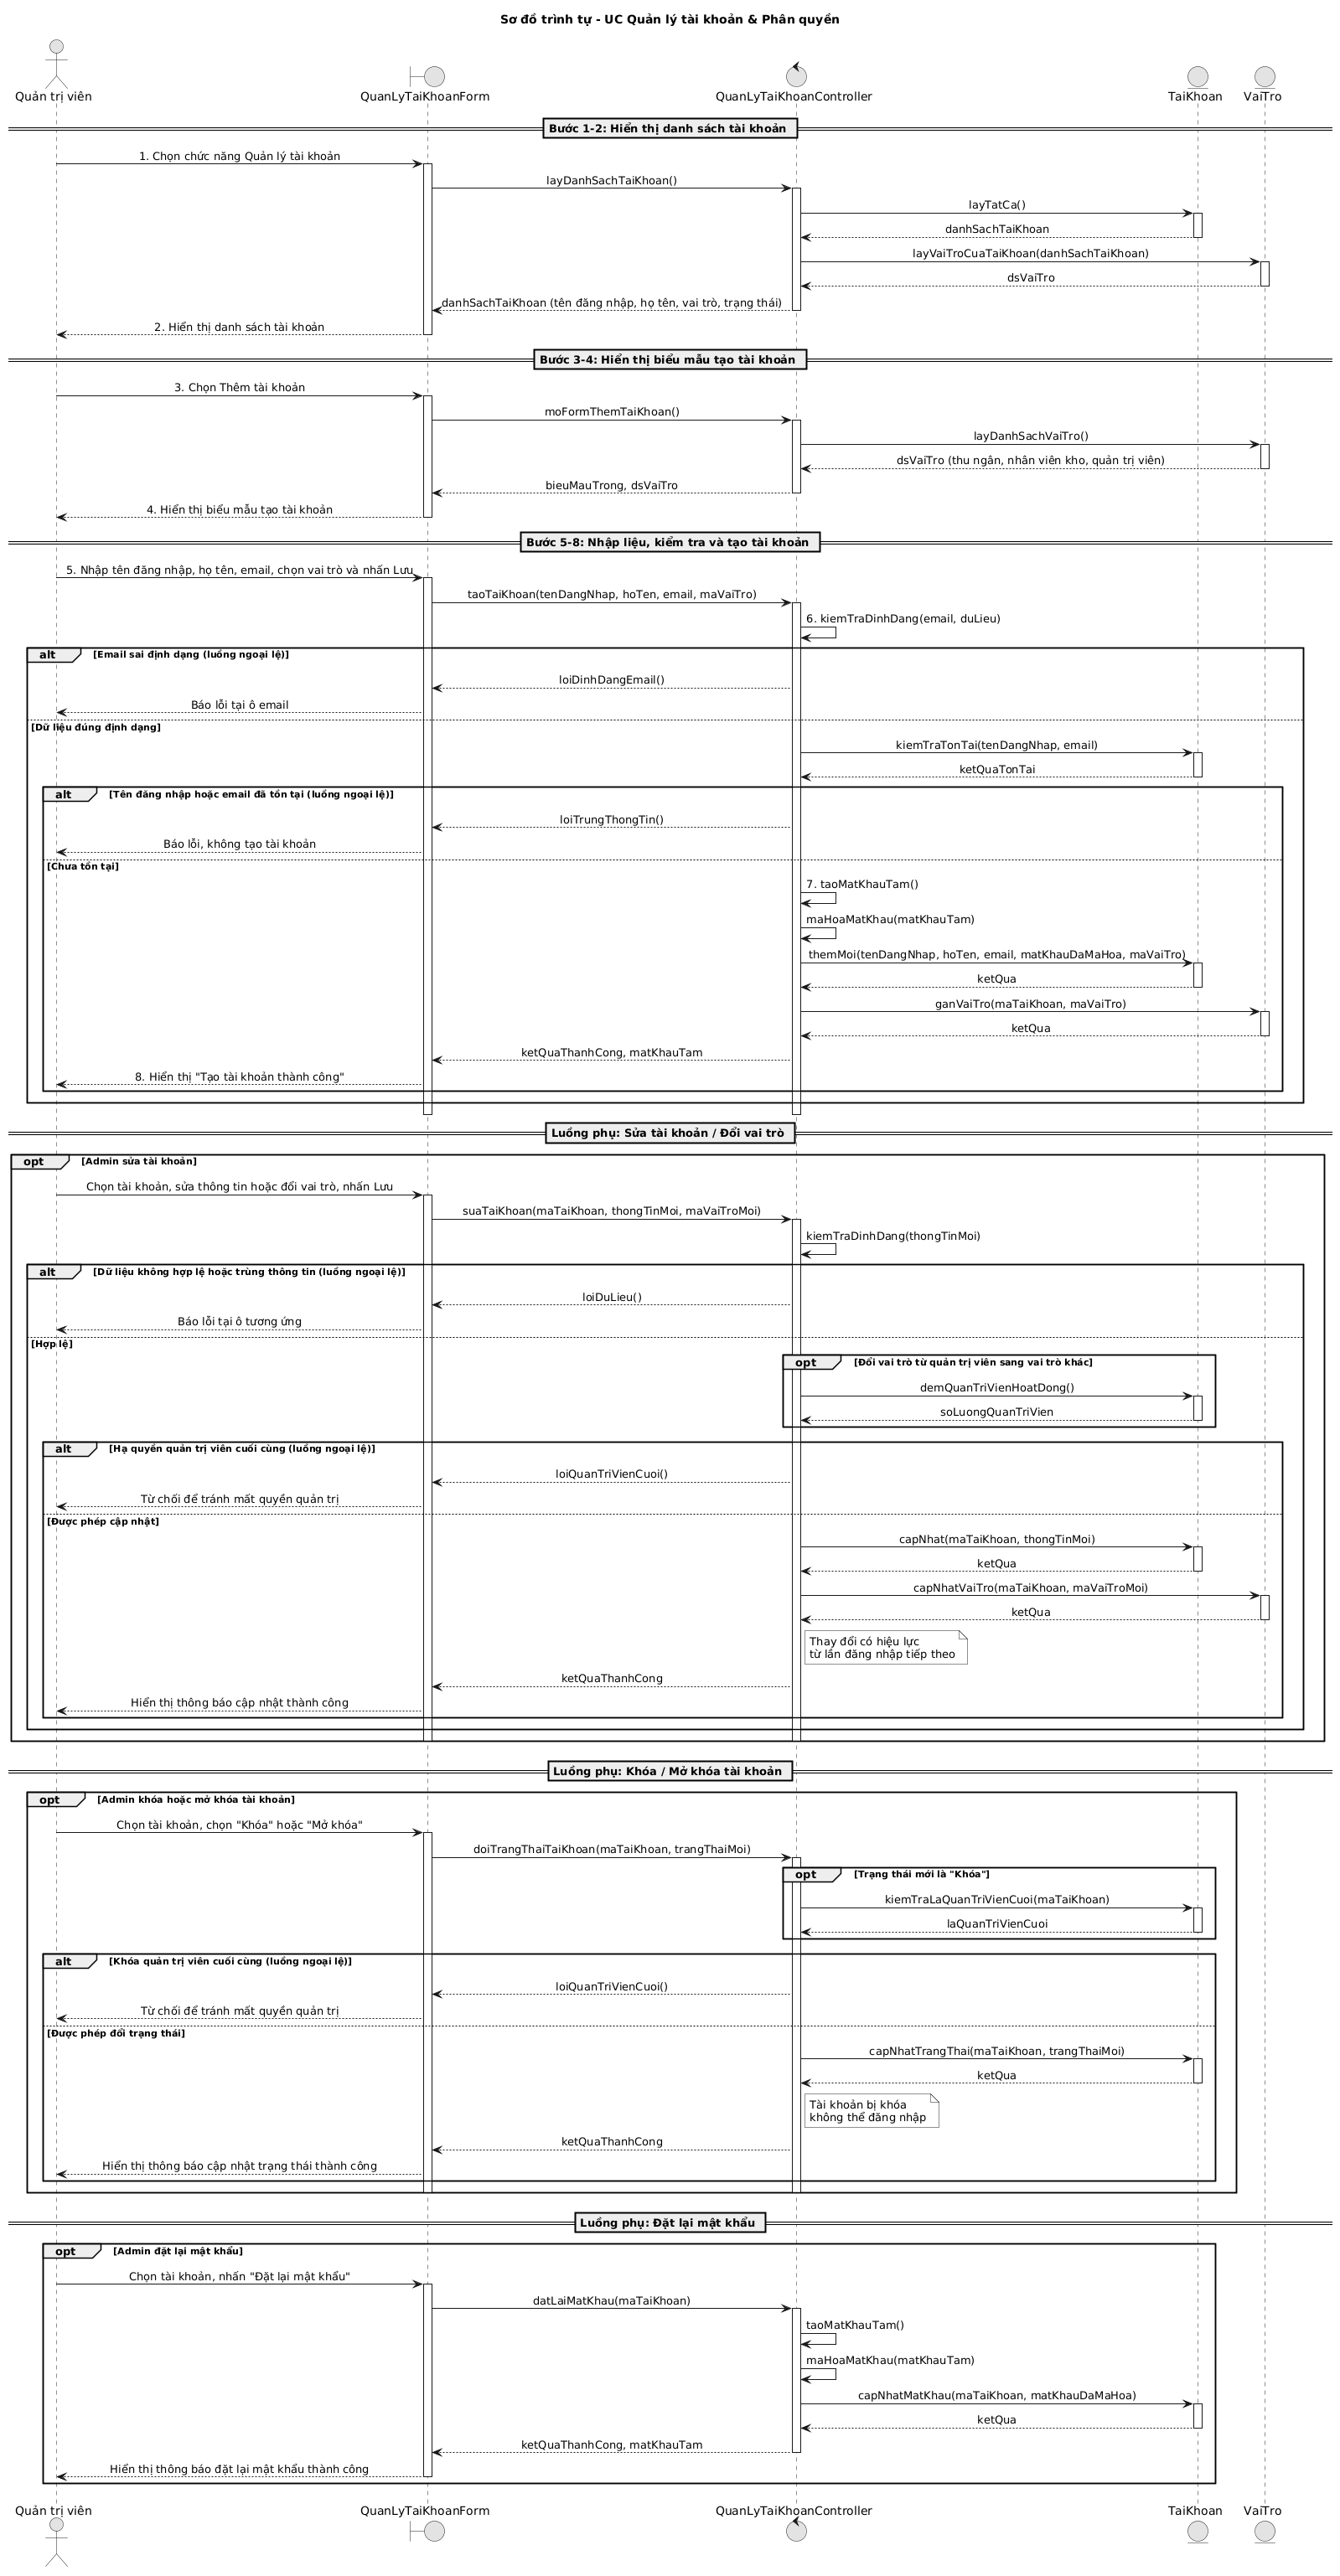 Sơ đồ trình tự - UC Quản lý tài khoản & Phân quyền
Quản trị viên
QuanLyTaiKhoanForm
QuanLyTaiKhoanController
TaiKhoan
VaiTro
Bước 1-2: Hiển thị danh sách tài khoản
1. Chọn chức năng Quản lý tài khoản
layDanhSachTaiKhoan()
layTatCa()
danhSachTaiKhoan
layVaiTroCuaTaiKhoan(danhSachTaiKhoan)
dsVaiTro
danhSachTaiKhoan (tên đăng nhập, họ tên, vai trò, trạng thái)
2. Hiển thị danh sách tài khoản
Bước 3-4: Hiển thị biểu mẫu tạo tài khoản
3. Chọn Thêm tài khoản
moFormThemTaiKhoan()
layDanhSachVaiTro()
dsVaiTro (thu ngân, nhân viên kho, quản trị viên)
bieuMauTrong, dsVaiTro
4. Hiển thị biểu mẫu tạo tài khoản
Bước 5-8: Nhập liệu, kiểm tra và tạo tài khoản
5. Nhập tên đăng nhập, họ tên, email, chọn vai trò và nhấn Lưu
taoTaiKhoan(tenDangNhap, hoTen, email, maVaiTro)
6. kiemTraDinhDang(email, duLieu)
alt [Email sai định dạng (luồng ngoại lệ)]
loiDinhDangEmail()
Báo lỗi tại ô email
[Dữ liệu đúng định dạng]
kiemTraTonTai(tenDangNhap, email)
ketQuaTonTai
alt [Tên đăng nhập hoặc email đã tồn tại (luồng ngoại lệ)]
loiTrungThongTin()
Báo lỗi, không tạo tài khoản
[Chưa tồn tại]
7. taoMatKhauTam()
maHoaMatKhau(matKhauTam)
themMoi(tenDangNhap, hoTen, email, matKhauDaMaHoa, maVaiTro)
ketQua
ganVaiTro(maTaiKhoan, maVaiTro)
ketQua
ketQuaThanhCong, matKhauTam
8. Hiển thị "Tạo tài khoản thành công"
Luồng phụ: Sửa tài khoản / Đổi vai trò
opt [Admin sửa tài khoản]
Chọn tài khoản, sửa thông tin hoặc đổi vai trò, nhấn Lưu
suaTaiKhoan(maTaiKhoan, thongTinMoi, maVaiTroMoi)
kiemTraDinhDang(thongTinMoi)
alt [Dữ liệu không hợp lệ hoặc trùng thông tin (luồng ngoại lệ)]
loiDuLieu()
Báo lỗi tại ô tương ứng
[Hợp lệ]
opt [Đổi vai trò từ quản trị viên sang vai trò khác]
demQuanTriVienHoatDong()
soLuongQuanTriVien
alt [Hạ quyền quản trị viên cuối cùng (luồng ngoại lệ)]
loiQuanTriVienCuoi()
Từ chối để tránh mất quyền quản trị
[Được phép cập nhật]
capNhat(maTaiKhoan, thongTinMoi)
ketQua
capNhatVaiTro(maTaiKhoan, maVaiTroMoi)
ketQua
Thay đổi có hiệu lực
từ lần đăng nhập tiếp theo
ketQuaThanhCong
Hiển thị thông báo cập nhật thành công
Luồng phụ: Khóa / Mở khóa tài khoản
opt [Admin khóa hoặc mở khóa tài khoản]
Chọn tài khoản, chọn "Khóa" hoặc "Mở khóa"
doiTrangThaiTaiKhoan(maTaiKhoan, trangThaiMoi)
opt [Trạng thái mới là "Khóa"]
kiemTraLaQuanTriVienCuoi(maTaiKhoan)
laQuanTriVienCuoi
alt [Khóa quản trị viên cuối cùng (luồng ngoại lệ)]
loiQuanTriVienCuoi()
Từ chối để tránh mất quyền quản trị
[Được phép đổi trạng thái]
capNhatTrangThai(maTaiKhoan, trangThaiMoi)
ketQua
Tài khoản bị khóa
không thể đăng nhập
ketQuaThanhCong
Hiển thị thông báo cập nhật trạng thái thành công
Luồng phụ: Đặt lại mật khẩu
opt [Admin đặt lại mật khẩu]
Chọn tài khoản, nhấn "Đặt lại mật khẩu"
datLaiMatKhau(maTaiKhoan)
taoMatKhauTam()
maHoaMatKhau(matKhauTam)
capNhatMatKhau(maTaiKhoan, matKhauDaMaHoa)
ketQua
ketQuaThanhCong, matKhauTam
Hiển thị thông báo đặt lại mật khẩu thành công
Quản trị viên
QuanLyTaiKhoanForm
QuanLyTaiKhoanController
TaiKhoan
VaiTro